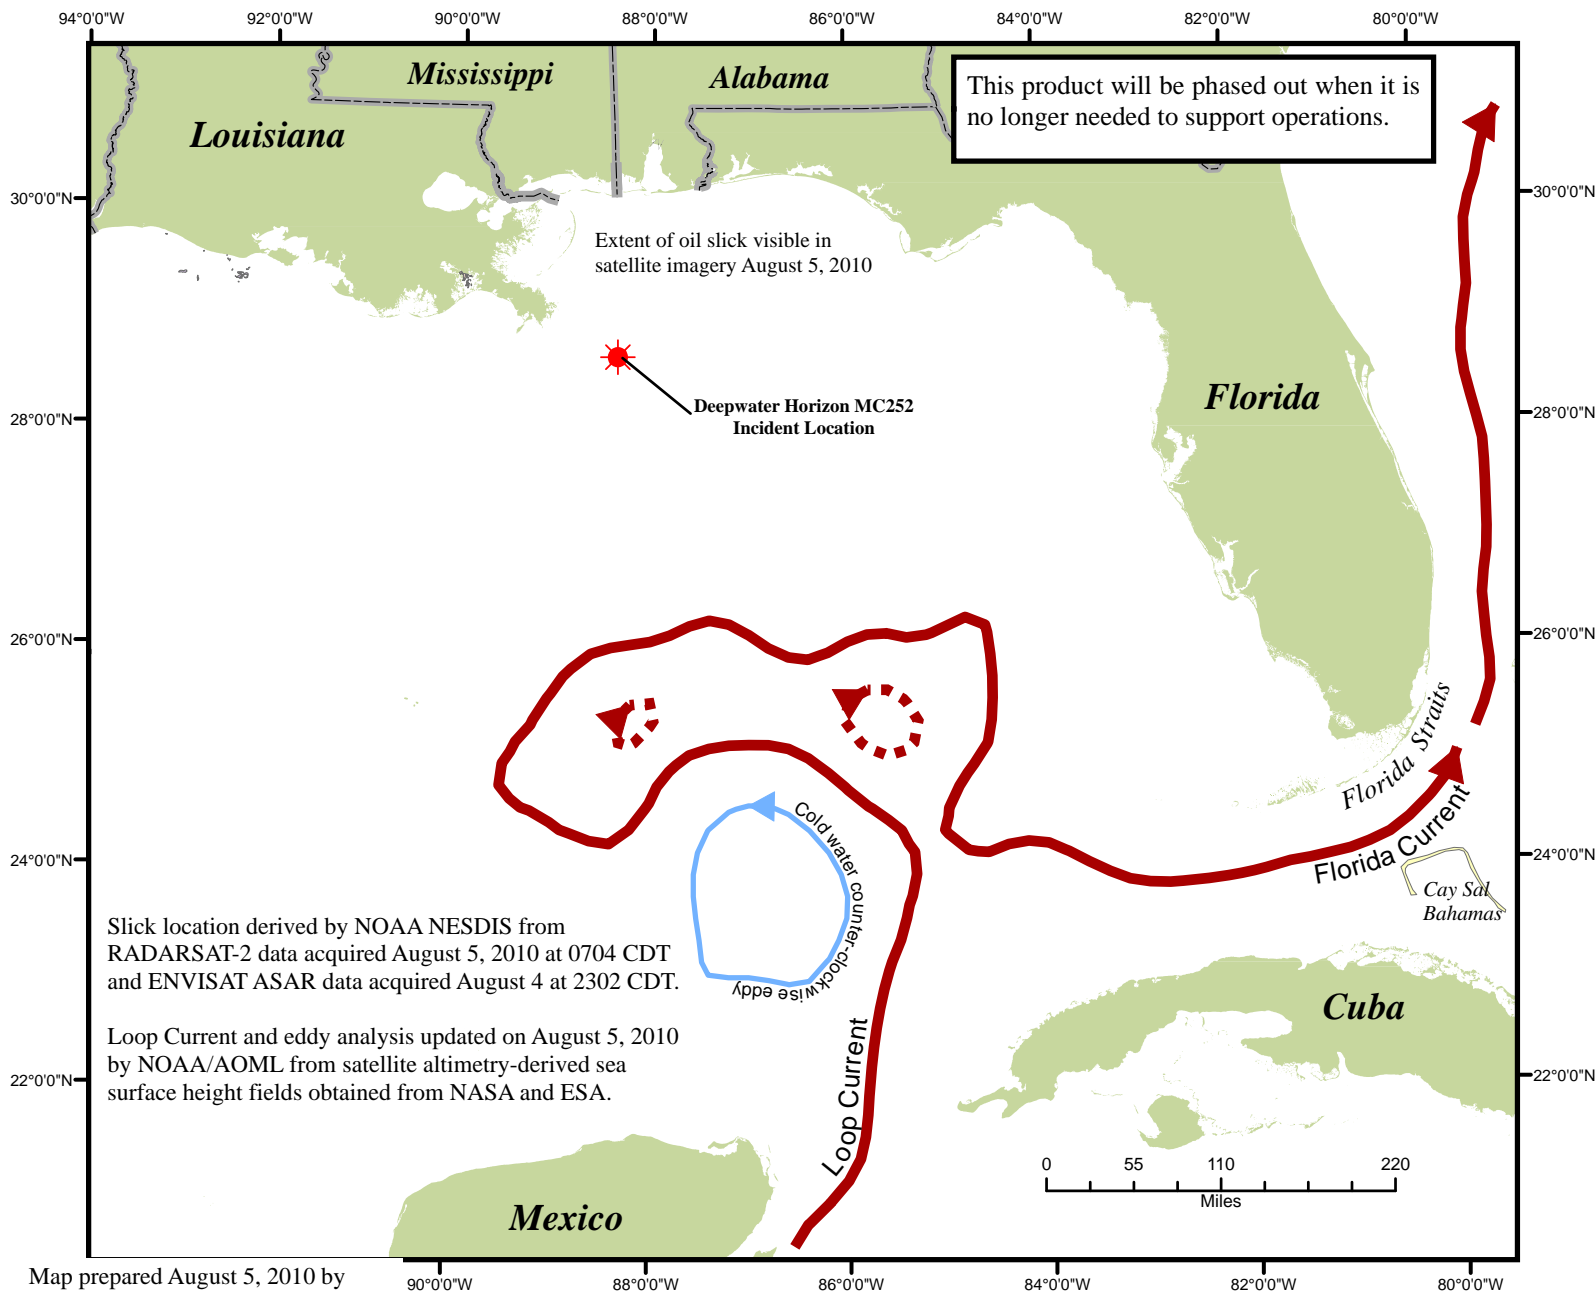 94°0'0"W 92°0'0"W 90°0'0"W 88°0'0"W 86°0'0"W 84°0'0"W 82°0'0"W 80°0'0"W
Mississippi
Alabama
Louisiana
This product will be phased out when it is
no longer needed to support operations.
30°0'0"N
30°0'0"N
Extent of oil slick visible in
satellite imagery August 5, 2010
Deepwater Horizon MC252
Incident Location
Florida
28°0'0"N
28°0'0"N
26°0'0"N
26°0'0"N
Florida Straits
Florida Current
Cold water counter-clockwise eddy
24°0'0"N
24°0'0"N
Cay Sal
Bahamas
Slick location derived by NOAA NESDIS from
RADARSAT-2 data acquired August 5, 2010 at 0704 CDT
and ENVISAT ASAR data acquired August 4 at 2302 CDT.
Loop Current and eddy analysis updated on August 5, 2010
by NOAA/AOML from satellite altimetry-derived sea
surface height fields obtained from NASA and ESA.
Cuba
Loop Current
22°0'0"N
22°0'0"N
0 55 110 220
Miles
Mexico
Map prepared August 5, 2010 by
90°0'0"W 88°0'0"W 86°0'0"W 84°0'0"W 82°0'0"W 80°0'0"W